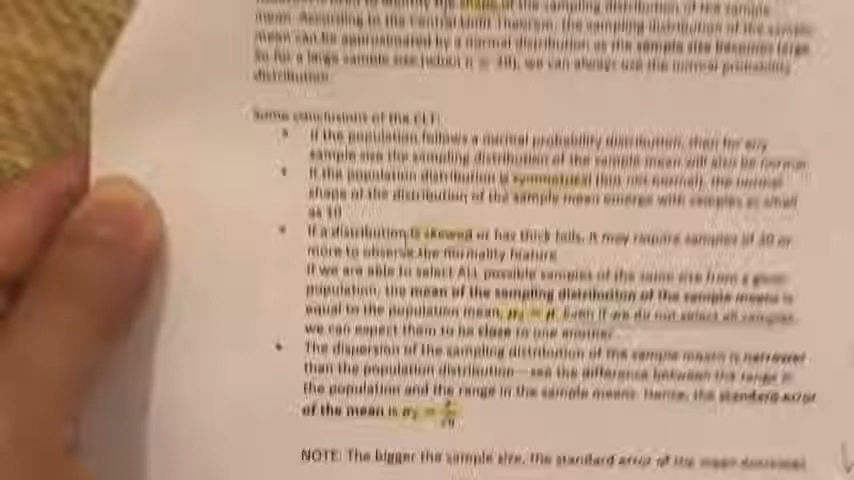 of the sampling distribution of the sample
mean. According to the Central Limit Theorem, the sampling distribution of the sample
mean can be approximated by a normal distribution as the sample size becomes large.
So for a large sample size (when n ≥ 30), we can always use the normal probability
distribution.
Some conclusions of the CLT:
• If the population follows a normal probability distribution, then for any
sample size the sampling distribution of the sample mean will also be normal
• If the population distribution is symmetrical (but not normal), the normal
shape of the distribution of the sample mean emerge with samples as small
as 10
• If a distribution is skewed or has thick tails, it may require samples of 30 or
more to observe the normality feature
If we are able to select ALL possible samples of the same size from a given
population, the mean of the sampling distribution of the sample means is
equal to the population mean, μx̄ = μ. Even if we do not select all samples,
we can expect them to be close to one another
• The dispersion of the sampling distribution of the sample mean is narrower
than the population distribution – see the difference between the range in
the population and the range in the sample means. Hence, the standard error
of the mean is σx̄ = σ/√n
NOTE: The bigger the sample size, the standard error of the mean decreases